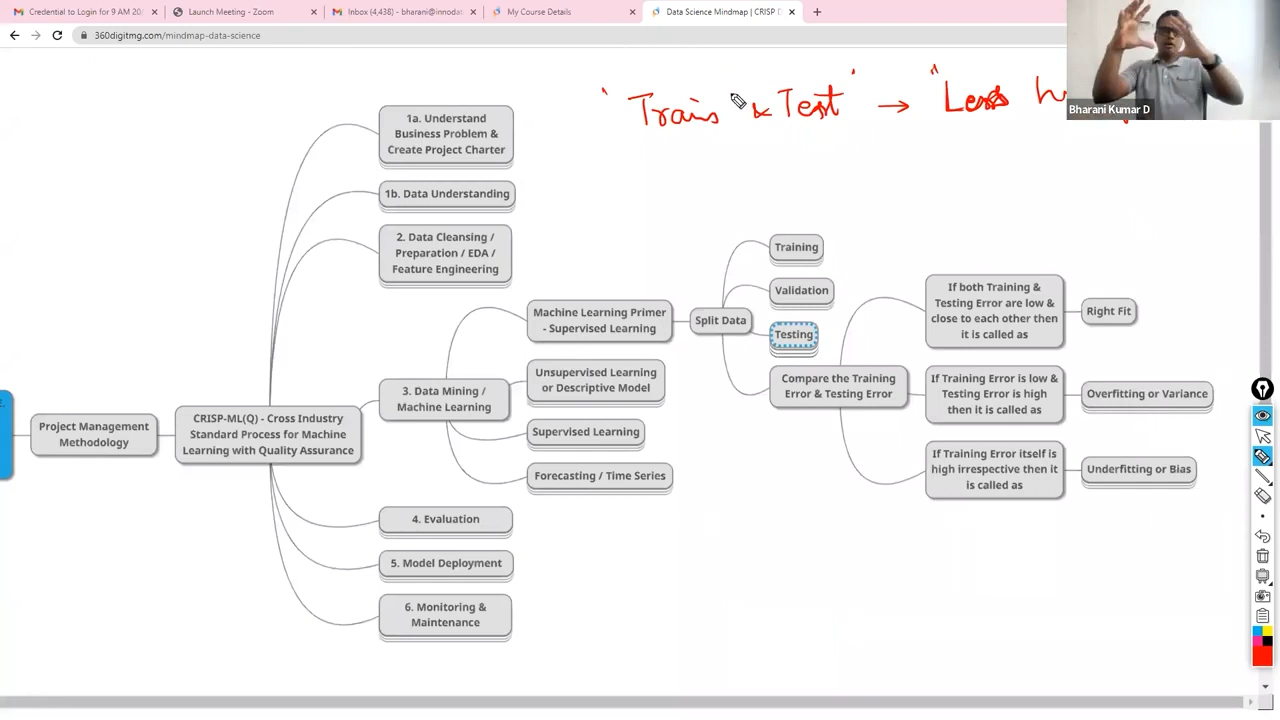 Credential to Login for 9 AM 20/
Launch Meeting - Zoom
Inbox (4,438) - bharani@innodat
My Course Details
Data Science Mindmap | CRISP D
360digitmg.com/mindmap-data-science
Bharani Kumar D
"Train & Test" → "Less
1a. Understand
Business Problem &
Create Project Charter
1b. Data Understanding
2. Data Cleansing /
Preparation / EDA /
Feature Engineering
Project Management
Methodology
CRISP-ML(Q) - Cross Industry
Standard Process for Machine
Learning with Quality Assurance
3. Data Mining /
Machine Learning
4. Evaluation
5. Model Deployment
6. Monitoring &
Maintenance
Machine Learning Primer
- Supervised Learning
Unsupervised Learning
or Descriptive Model
Supervised Learning
Forecasting / Time Series
Split Data
Training
Validation
Testing
Compare the Training
Error & Testing Error
If both Training &
Testing Error are low &
close to each other then
it is called as
Right Fit
If Training Error is low &
Testing Error is high
then it is called as
Overfitting or Variance
If Training Error itself is
high irrespective then it
is called as
Underfitting or Bias